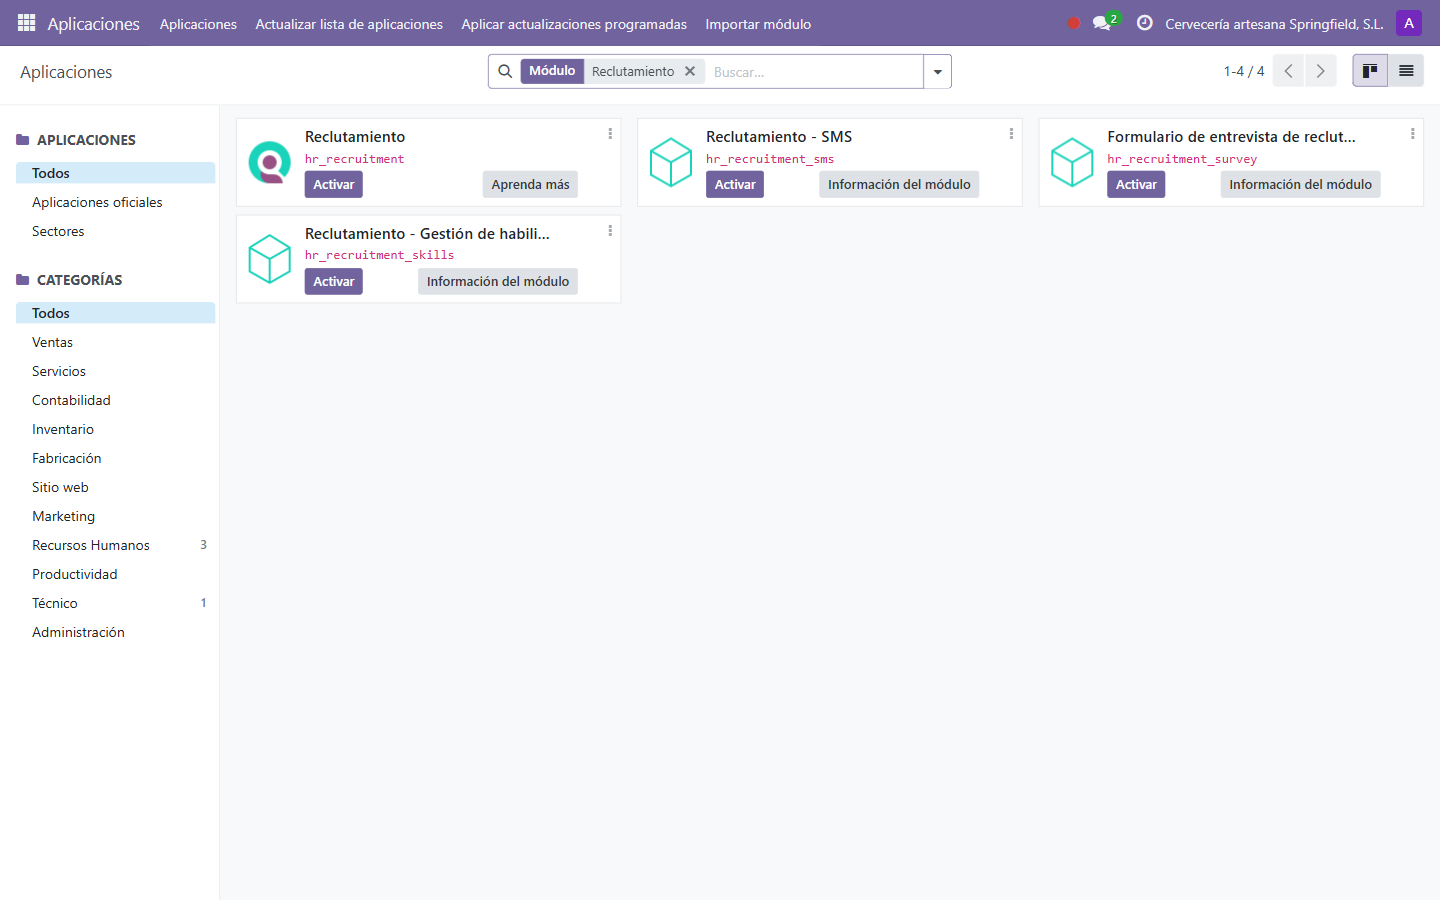 Aplicaciones Aplicaciones Actualizar lista de aplicaciones Aplicar actualizaciones programadas Importar módulo 2 Cervecería artesana Springfield, S.L. A
Aplicaciones Módulo Reclutamiento Buscar... 1-4 / 4
APLICACIONES
Todos
Aplicaciones oficiales
Sectores
CATEGORÍAS
Todos
Ventas
Servicios
Contabilidad
Inventario
Fabricación
Sitio web
Marketing
Recursos Humanos 3
Productividad
Técnico 1
Administración
Reclutamiento
hr_recruitment
Activar Aprenda más
Reclutamiento - SMS
hr_recruitment_sms
Activar Información del módulo
Formulario de entrevista de reclut...
hr_recruitment_survey
Activar Información del módulo
Reclutamiento - Gestión de habili...
hr_recruitment_skills
Activar Información del módulo